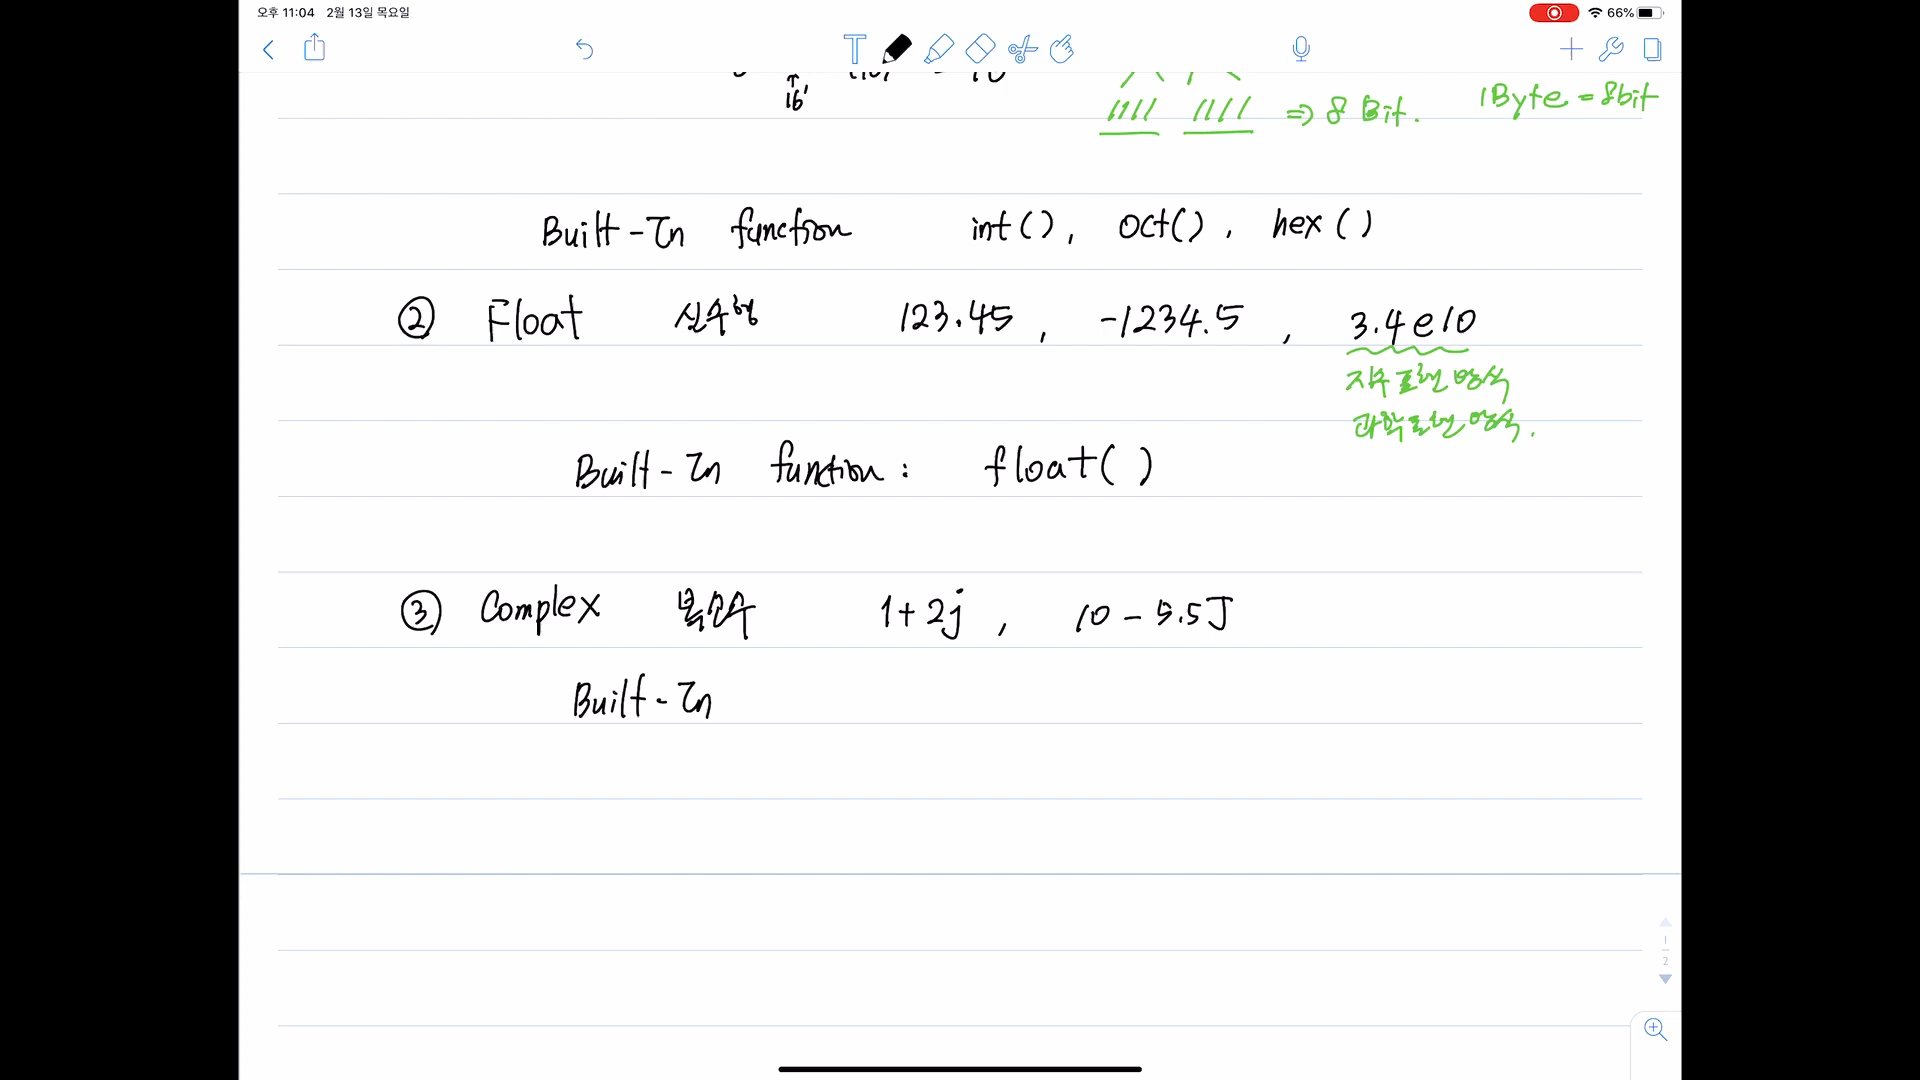 오후 11:04 2월 13일 목요일
66%
T
16¹
1111 1111 ⇒ 8 Bit.
1Byte = 8bit
Built-In function int(), oct(), hex()
② Float 실수형 123.45, -1234.5, 3.4e10
지수표현방식
과학표현방식.
Built-In function: float()
③ Complex 복소수 1+2j, 10-5.5J
Built-In
1
2